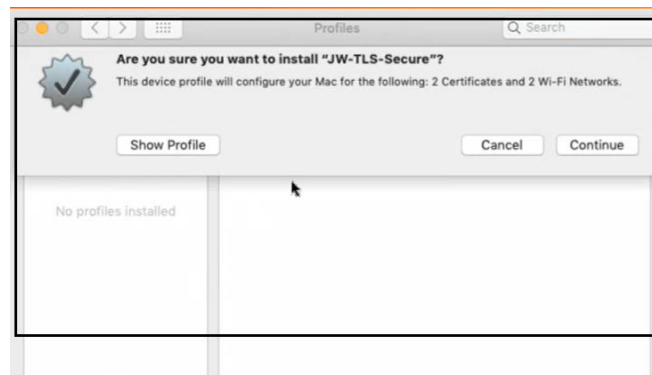 Profiles
Search
Are you sure you want to install “JW-TLS-Secure”?
This device profile will configure your Mac for the following: 2 Certificates and 2 Wi-Fi Networks.
Show Profile
Cancel
Continue
No profiles installed